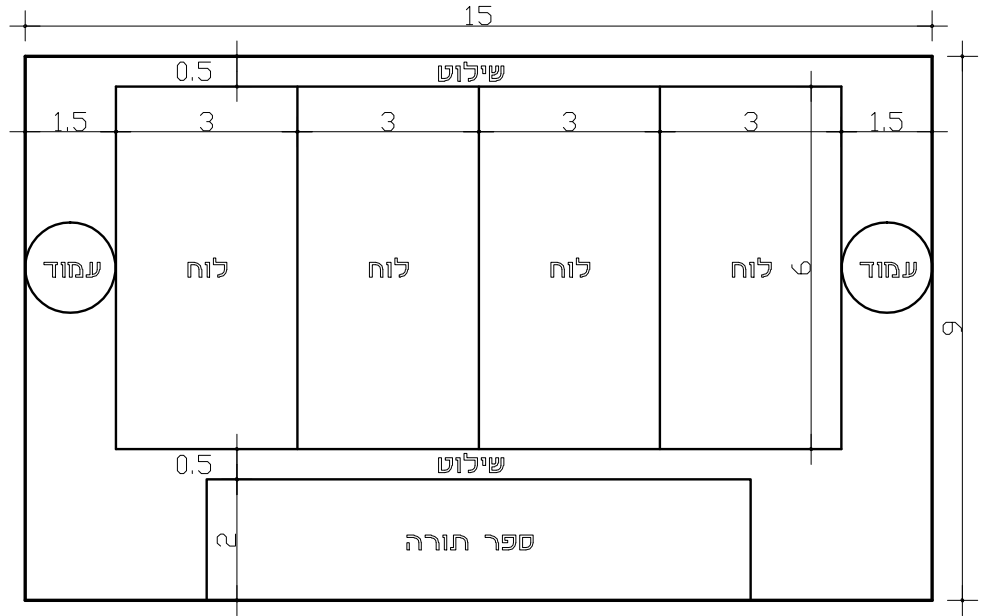 15
0.5 שילוט
1.5 3 3 3 3 1.5
עמוד לוח לוח לוח לוח 6 עמוד
9
0.5 שילוט
2 ספר תורה